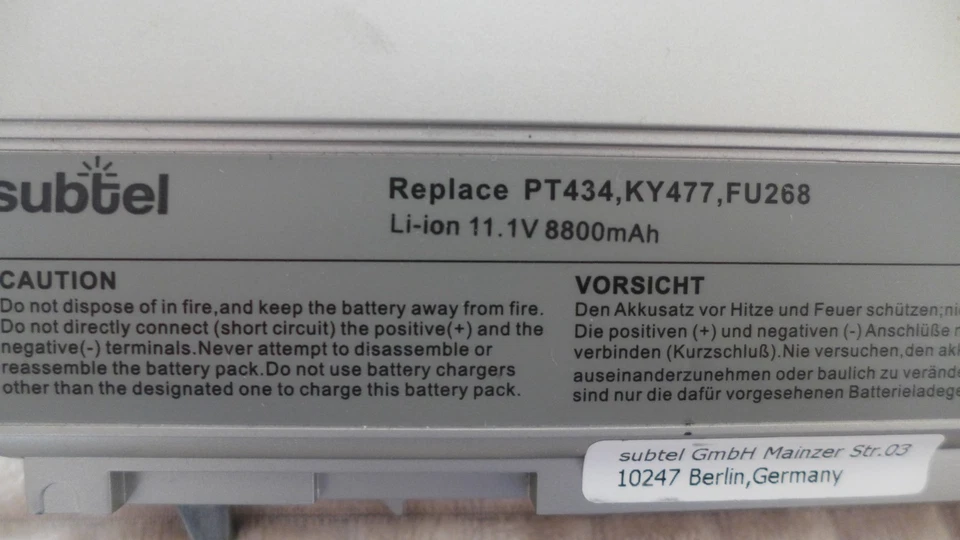 subtel
Replace PT434,KY477,FU268
Li-ion 11.1V 8800mAh
CAUTION
Do not dispose of in fire,and keep the battery away from fire.
Do not directly connect (short circuit) the positive(+) and the
negative(-) terminals.Never attempt to disassemble or
reassemble the battery pack.Do not use battery chargers
other than the designated one to charge this battery pack.
VORSICHT
Den Akkusatz vor Hitze und Feuer schützen;
Die positiven (+) und negativen (-) Anschlüße
verbinden (Kurzschluß).Nie versuchen,den
auseinanderzunehmen oder baulich zu
sind nur die dafür vorgesehenen
subtel GmbH Mainzer Str.03
10247 Berlin,Germany